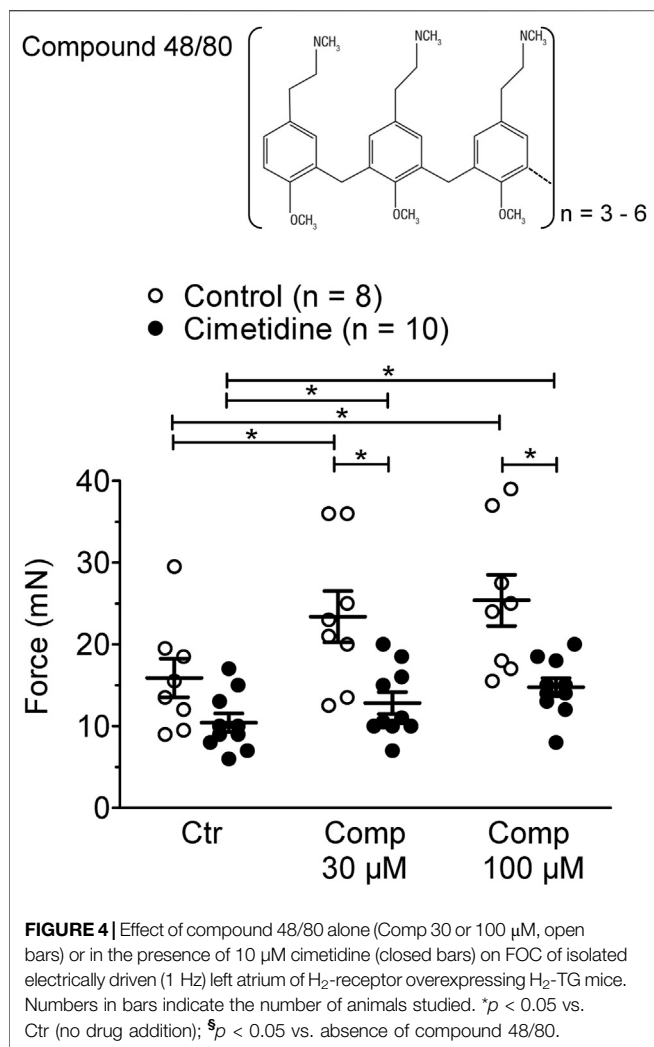 Compound 48/80
NCH3 NCH3 NCH3
OCH3 OCH3 OCH3
n = 3 - 6
○ Control (n = 8)
● Cimetidine (n = 10)
*
*
*
* * *
40
30
20
10
0
Force (mN)
Ctr Comp Comp
30 µM 100 µM
FIGURE 4 | Effect of compound 48/80 alone (Comp 30 or 100 µM, open
bars) or in the presence of 10 µM cimetidine (closed bars) on FOC of isolated
electrically driven (1 Hz) left atrium of H2-receptor overexpressing H2-TG mice.
Numbers in bars indicate the number of animals studied. *p < 0.05 vs.
Ctr (no drug addition); §p < 0.05 vs. absence of compound 48/80.